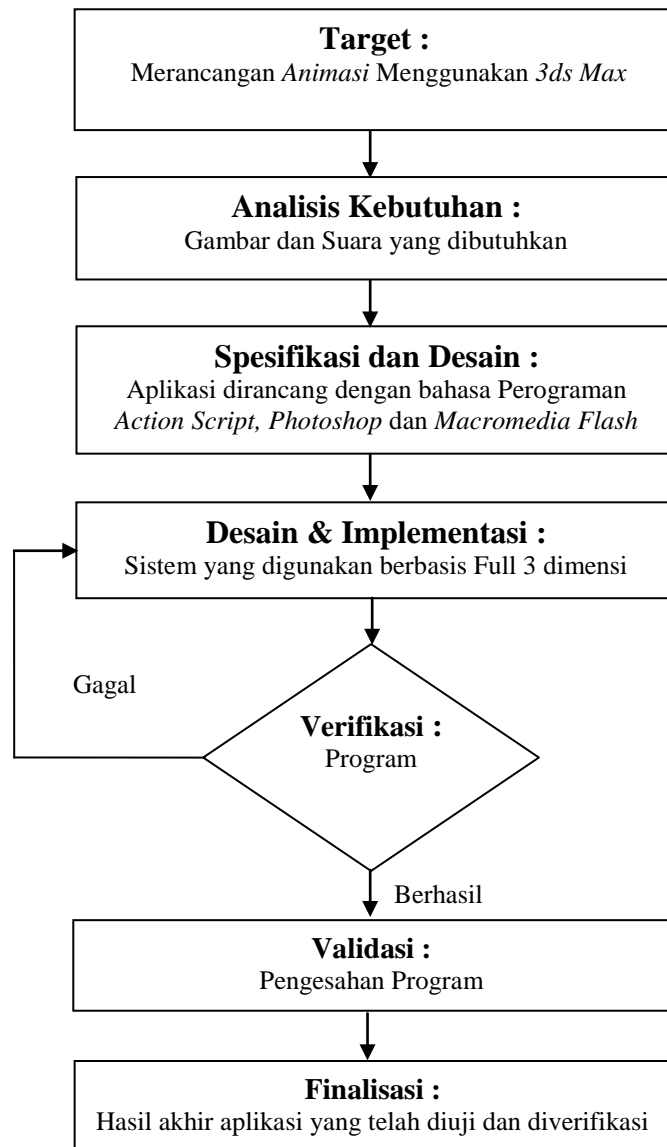 Target :
Merancangan Animasi Menggunakan 3ds Max
Analisis Kebutuhan :
Gambar dan Suara yang dibutuhkan
Spesifikasi dan Desain :
Aplikasi dirancang dengan bahasa Perograman
Action Script, Photoshop dan Macromedia Flash
Desain & Implementasi :
Sistem yang digunakan berbasis Full 3 dimensi
Gagal
Verifikasi :
Program
Berhasil
Validasi :
Pengesahan Program
Finalisasi :
Hasil akhir aplikasi yang telah diuji dan diverifikasi